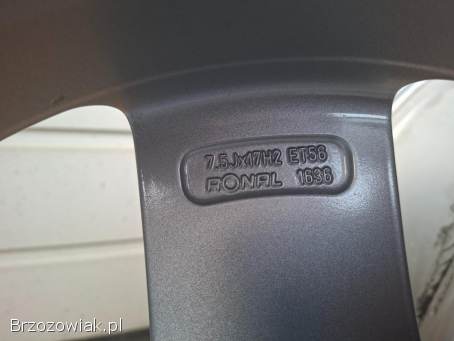 7.5Jx17H2 ET56
RONAL 1636
Brzozowiak.pl